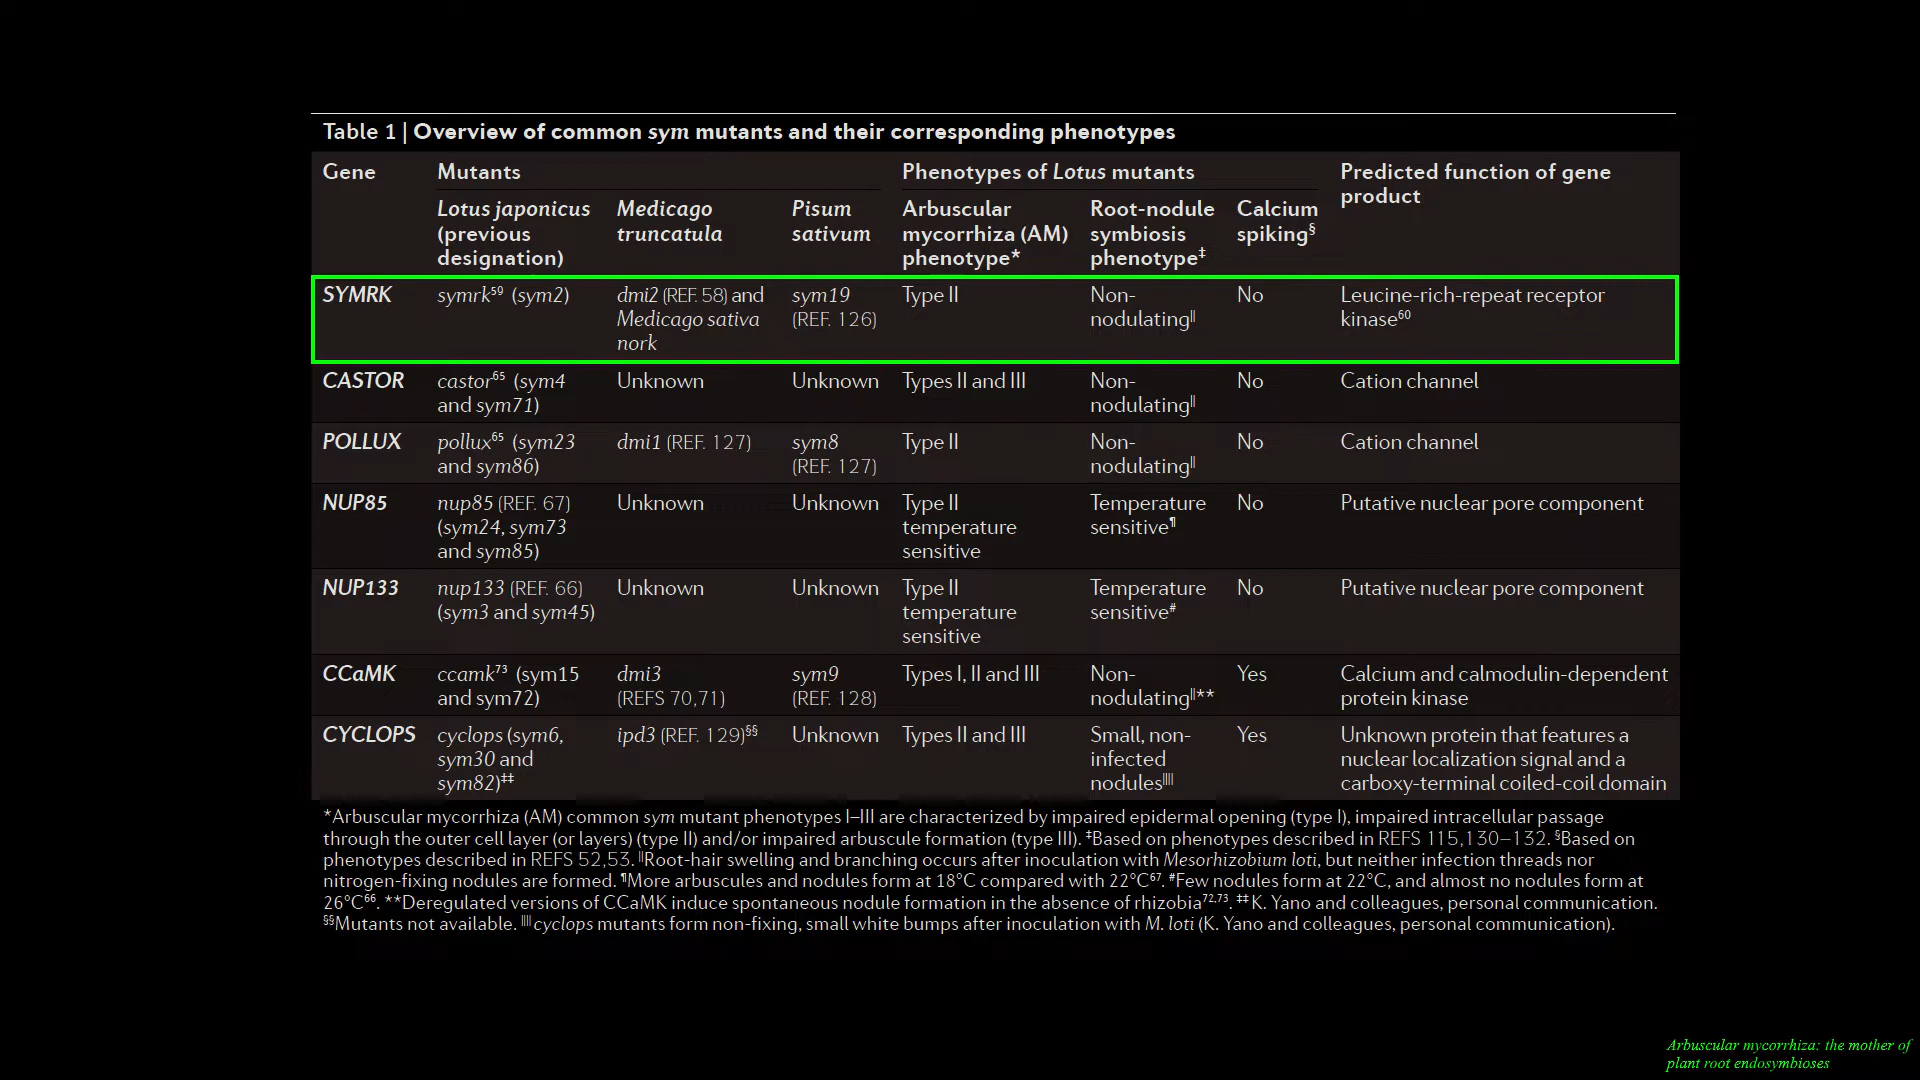 Table 1 | Overview of common sym mutants and their corresponding phenotypes
Gene Mutants Phenotypes of Lotus mutants Predicted function of gene product
Lotus japonicus (previous designation) Medicago truncatula Pisum sativum Arbuscular mycorrhiza (AM) phenotype* Root-nodule symbiosis phenotype‡ Calcium spiking§
SYMRK symrk⁵⁹ (sym2) dmi2 (REF. 58) and Medicago sativa nork sym19 (REF. 126) Type II Non-nodulating|| No Leucine-rich-repeat receptor kinase⁶⁰
CASTOR castor⁶⁵ (sym4 and sym71) Unknown Unknown Types II and III Non-nodulating|| No Cation channel
POLLUX pollux⁶⁵ (sym23 and sym86) dmi1 (REF. 127) sym8 (REF. 127) Type II Non-nodulating|| No Cation channel
NUP85 nup85 (REF. 67) (sym24, sym73 and sym85) Unknown Unknown Type II temperature sensitive Temperature sensitive¶ No Putative nuclear pore component
NUP133 nup133 (REF. 66) (sym3 and sym45) Unknown Unknown Type II temperature sensitive Temperature sensitive# No Putative nuclear pore component
CCaMK ccamk⁷³ (sym15 and sym72) dmi3 (REFS 70,71) sym9 (REF. 128) Types I, II and III Non-nodulating||** Yes Calcium and calmodulin-dependent protein kinase
CYCLOPS cyclops (sym6, sym30 and sym82)‡‡ ipd3 (REF. 129)§§ Unknown Types II and III Small, non-infected nodules|||| Yes Unknown protein that features a nuclear localization signal and a carboxy-terminal coiled-coil domain
*Arbuscular mycorrhiza (AM) common sym mutant phenotypes I–III are characterized by impaired epidermal opening (type I), impaired intracellular passage
through the outer cell layer (or layers) (type II) and/or impaired arbuscule formation (type III). ‡Based on phenotypes described in REFS 115,130–132. §Based on
phenotypes described in REFS 52,53. ||Root-hair swelling and branching occurs after inoculation with Mesorhizobium loti, but neither infection threads nor
nitrogen-fixing nodules are formed. ¶More arbuscules and nodules form at 18°C compared with 22°C⁶⁷. #Few nodules form at 22°C, and almost no nodules form at
26°C⁶⁶. **Deregulated versions of CCaMK induce spontaneous nodule formation in the absence of rhizobia⁷²,⁷³. ‡‡K. Yano and colleagues, personal communication.
§§Mutants not available. ||||cyclops mutants form non-fixing, small white bumps after inoculation with M. loti (K. Yano and colleagues, personal communication).
Arbuscular mycorrhiza: the mother of
plant root endosymbioses